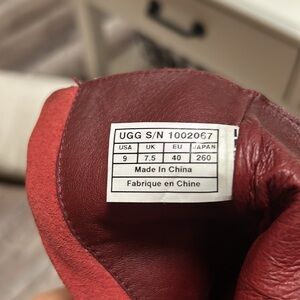 UGG S/N 1002067
USA UK EU JAPAN
9 7.5 40 260
Made In China
Fabrique en Chine